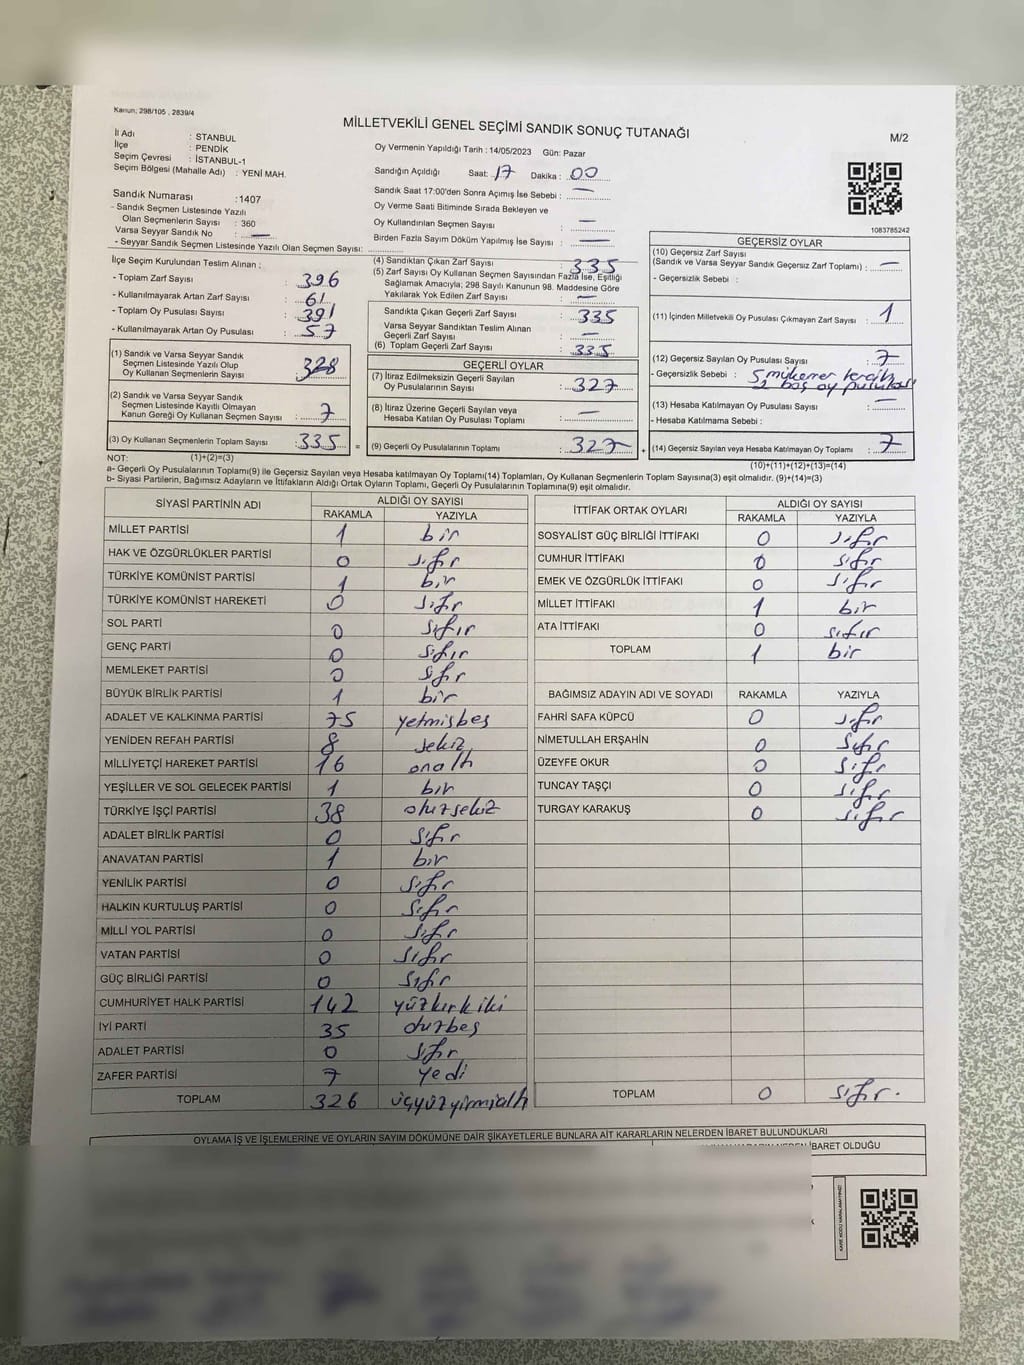 Kanun; 298/105 , 2839/4
MİLLETVEKİLİ GENEL SEÇİMİ SANDIK SONUÇ TUTANAĞI
M/2
İl Adı : İSTANBUL
İlçe : PENDİK
Seçim Çevresi : İSTANBUL-1
Seçim Bölgesi (Mahalle Adı) : YENİ MAH.
Sandık Numarası : 1407
- Sandık Seçmen Listesinde Yazılı
Olan Seçmenlerin Sayısı : 360
Varsa Seyyar Sandık No : —
- Seyyar Sandık Seçmen Listesinde Yazılı Olan Seçmen Sayısı:
Oy Vermenin Yapıldığı Tarih : 14/05/2023 Gün: Pazar
Sandığın Açıldığı Saat: 17 Dakika : 00
Sandık Saat 17:00'den Sonra Açımış İse Sebebi : —
Oy Verme Saati Bitiminde Sırada Bekleyen ve
Oy Kullandırılan Seçmen Sayısı : —
Birden Fazla Sayım Döküm Yapılmış İse Sayısı : —
1083785242
İlçe Seçim Kurulundan Teslim Alınan ;
- Toplam Zarf Sayısı : 396
- Kullanılmayarak Artan Zarf Sayısı : 61
- Toplam Oy Pusulası Sayısı : 391
- Kullanılmayarak Artan Oy Pusulası : 57
(1) Sandık ve Varsa Seyyar Sandık
Seçmen Listesinde Yazılı Olup
Oy Kullanan Seçmenlerin Sayısı : 328
(2) Sandık ve Varsa Seyyar Sandık
Seçmen Listesinde Kayıtlı Olmayan
Kanun Gereği Oy Kullanan Seçmen Sayısı : 7
(3) Oy Kullanan Seçmenlerin Toplam Sayısı : 335 =
(4) Sandıktan Çıkan Zarf Sayısı : 335
(5) Zarf Sayısı Oy Kullanan Seçmen Sayısından Fazla İse, Eşitliği
Sağlamak Amacıyla; 298 Sayılı Kanunun 98. Maddesine Göre
Yakılarak Yok Edilen Zarf Sayısı : —
Sandıkta Çıkan Geçerli Zarf Sayısı : 335
Varsa Seyyar Sandıktan Teslim Alınan
Geçerli Zarf Sayısı : —
(6) Toplam Geçerli Zarf Sayısı : 335
GEÇERLİ OYLAR
(7) İtiraz Edilmeksizin Geçerli Sayılan
Oy Pusulalarının Sayısı : 327
(8) İtiraz Üzerine Geçerli Sayılan veya
Hesaba Katılan Oy Pusulaları Toplamı : —
(9) Geçerli Oy Pusulalarının Toplamı : 327 +
GEÇERSİZ OYLAR
(10) Geçersiz Zarf Sayısı
(Sandık ve Varsa Seyyar Sandık Geçersiz Zarf Toplamı) : —
- Geçersizlik Sebebi :
(11) İçinden Milletvekili Oy Pusulası Çıkmayan Zarf Sayısı : 1
(12) Geçersiz Sayılan Oy Pusulası Sayısı : 7
- Geçersizlik Sebebi : 5 mükerrer tercih
2 boş oy pusulası
(13) Hesaba Katılmayan Oy Pusulası Sayısı : —
- Hesaba Katılmama Sebebi :
(14) Geçersiz Sayılan veya Hesaba Katılmayan Oy Toplamı : 7
NOT: (1)+(2)=(3)
(10)+(11)+(12)+(13)=(14)
a- Geçerli Oy Pusulalarının Toplamı(9) ile Geçersiz Sayılan veya Hesaba katılmayan Oy Toplamı(14) Toplamları, Oy Kullanan Seçmenlerin Toplam Sayısına(3) eşit olmalıdır. (9)+(14)=(3)
b- Siyasi Partilerin, Bağımsız Adayların ve İttifakların Aldığı Ortak Oyların Toplamı, Geçerli Oy Pusulalarının Toplamına(9) eşit olmalıdır.
SİYASİ PARTİNİN ADI ALDIĞI OY SAYISI
RAKAMLA YAZIYLA
MİLLET PARTİSİ 1 bir
HAK VE ÖZGÜRLÜKLER PARTİSİ 0 sıfır
TÜRKİYE KOMÜNİST PARTİSİ 1 bir
TÜRKİYE KOMÜNİST HAREKETİ 0 sıfır
SOL PARTİ 0 sıfır
GENÇ PARTİ 0 sıfır
MEMLEKET PARTİSİ 0 sıfır
BÜYÜK BİRLİK PARTİSİ 1 bir
ADALET VE KALKINMA PARTİSİ 75 yetmişbeş
YENİDEN REFAH PARTİSİ 8 sekiz
MİLLİYETÇİ HAREKET PARTİSİ 16 onaltı
YEŞİLLER VE SOL GELECEK PARTİSİ 1 bir
TÜRKİYE İŞÇİ PARTİSİ 38 otuzsekiz
ADALET BİRLİK PARTİSİ 0 sıfır
ANAVATAN PARTİSİ 1 bir
YENİLİK PARTİSİ 0 sıfır
HALKIN KURTULUŞ PARTİSİ 0 sıfır
MİLLİ YOL PARTİSİ 0 sıfır
VATAN PARTİSİ 0 sıfır
GÜÇ BİRLİĞİ PARTİSİ 0 sıfır
CUMHURİYET HALK PARTİSİ 142 yüzkırkiki
İYİ PARTİ 35 otuzbeş
ADALET PARTİSİ 0 sıfır
ZAFER PARTİSİ 7 yedi
TOPLAM 326 üçyüzyirmialtı
İTTİFAK ORTAK OYLARI ALDIĞI OY SAYISI
RAKAMLA YAZIYLA
SOSYALİST GÜÇ BİRLİĞİ İTTİFAKI 0 sıfır
CUMHUR İTTİFAKI 0 sıfır
EMEK VE ÖZGÜRLÜK İTTİFAKI 0 sıfır
MİLLET İTTİFAKI 1 bir
ATA İTTİFAKI 0 sıfır
TOPLAM 1 bir
BAĞIMSIZ ADAYIN ADI VE SOYADI RAKAMLA YAZIYLA
FAHRİ SAFA KÜPCÜ 0 sıfır
NİMETULLAH ERŞAHİN 0 sıfır
ÜZEYFE OKUR 0 sıfır
TUNCAY TAŞÇI 0 sıfır
TURGAY KARAKUŞ 0 sıfır
TOPLAM 0 sıfır.
OYLAMA İŞ VE İŞLEMLERİNE VE OYLARIN SAYIM DÖKÜMÜNE DAİR ŞİKAYETLERLE BUNLARA AİT KARARLARIN NELERDEN İBARET BULUNDUKLARI
İBARET OLDUĞU
KARE KODU KARALAMAYINIZ!